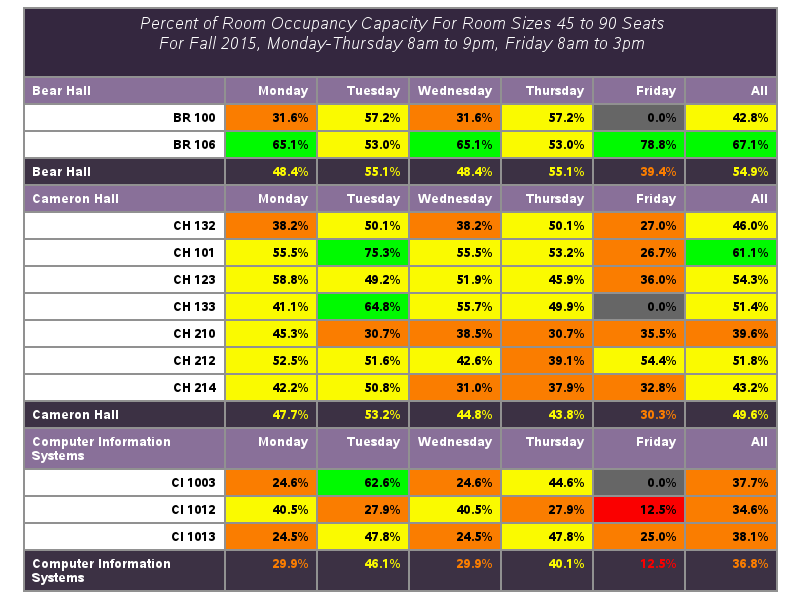 Percent of Room Occupancy Capacity For Room Sizes 45 to 90 Seats
For Fall 2015, Monday-Thursday 8am to 9pm, Friday 8am to 3pm
Bear Hall Monday Tuesday Wednesday Thursday Friday All
BR 100 31.6% 57.2% 31.6% 57.2% 0.0% 42.8%
BR 106 65.1% 53.0% 65.1% 53.0% 78.8% 67.1%
Bear Hall 48.4% 55.1% 48.4% 55.1% 39.4% 54.9%
Cameron Hall Monday Tuesday Wednesday Thursday Friday All
CH 132 38.2% 50.1% 38.2% 50.1% 27.0% 46.0%
CH 101 55.5% 75.3% 55.5% 53.2% 26.7% 61.1%
CH 123 58.8% 49.2% 51.9% 45.9% 36.0% 54.3%
CH 133 41.1% 64.8% 55.7% 49.9% 0.0% 51.4%
CH 210 45.3% 30.7% 38.5% 30.7% 35.5% 39.6%
CH 212 52.5% 51.6% 42.6% 39.1% 54.4% 51.8%
CH 214 42.2% 50.8% 31.0% 37.9% 32.8% 43.2%
Cameron Hall 47.7% 53.2% 44.8% 43.8% 30.3% 49.6%
Computer Information Monday Tuesday Wednesday Thursday Friday All
Systems
CI 1003 24.6% 62.6% 24.6% 44.6% 0.0% 37.7%
CI 1012 40.5% 27.9% 40.5% 27.9% 12.5% 34.6%
CI 1013 24.5% 47.8% 24.5% 47.8% 25.0% 38.1%
Computer Information 29.9% 46.1% 29.9% 40.1% 12.5% 36.8%
Systems